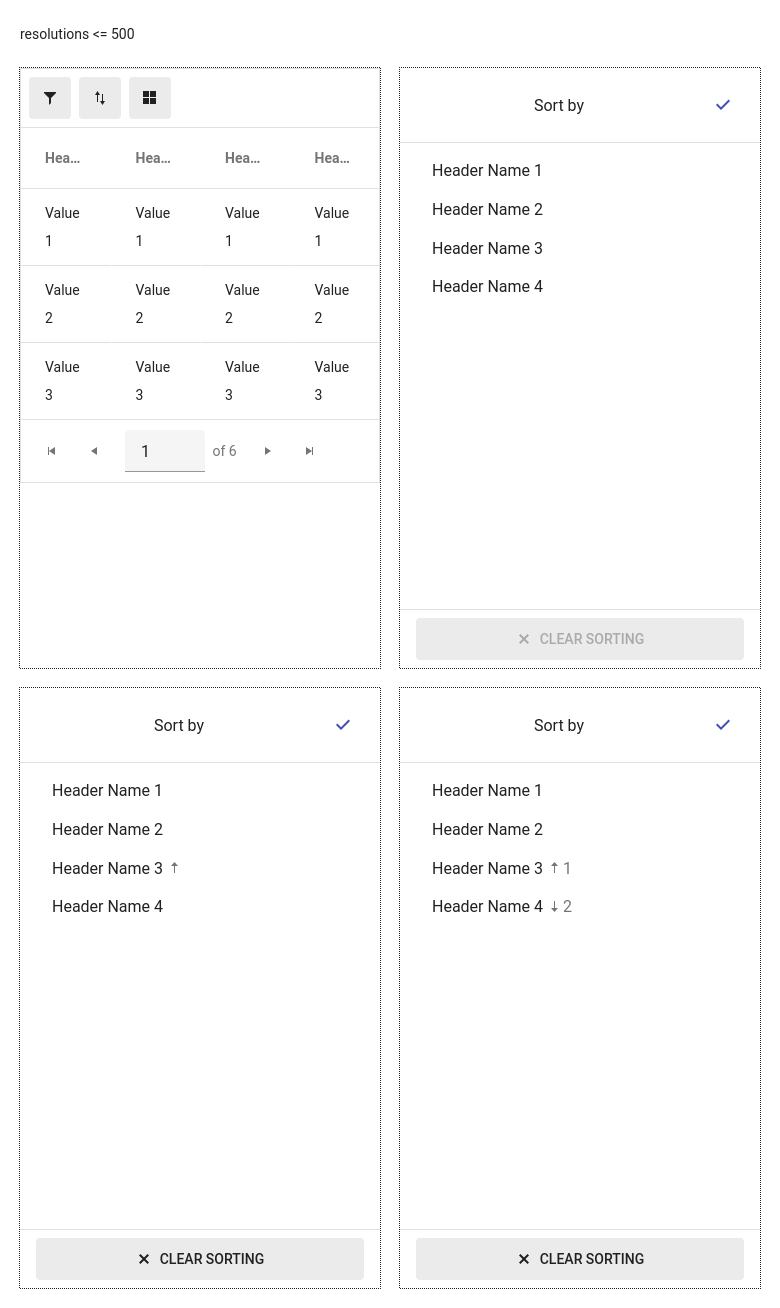 resolutions <= 500
Hea... Hea... Hea... Hea...
Value Value Value Value
1 1 1 1
Value Value Value Value
2 2 2 2
Value Value Value Value
3 3 3 3
1 of 6
Sort by
Header Name 1
Header Name 2
Header Name 3
Header Name 4
CLEAR SORTING
Sort by
Header Name 1
Header Name 2
Header Name 3 ↑
Header Name 4
CLEAR SORTING
Sort by
Header Name 1
Header Name 2
Header Name 3 ↑ 1
Header Name 4 ↓ 2
CLEAR SORTING